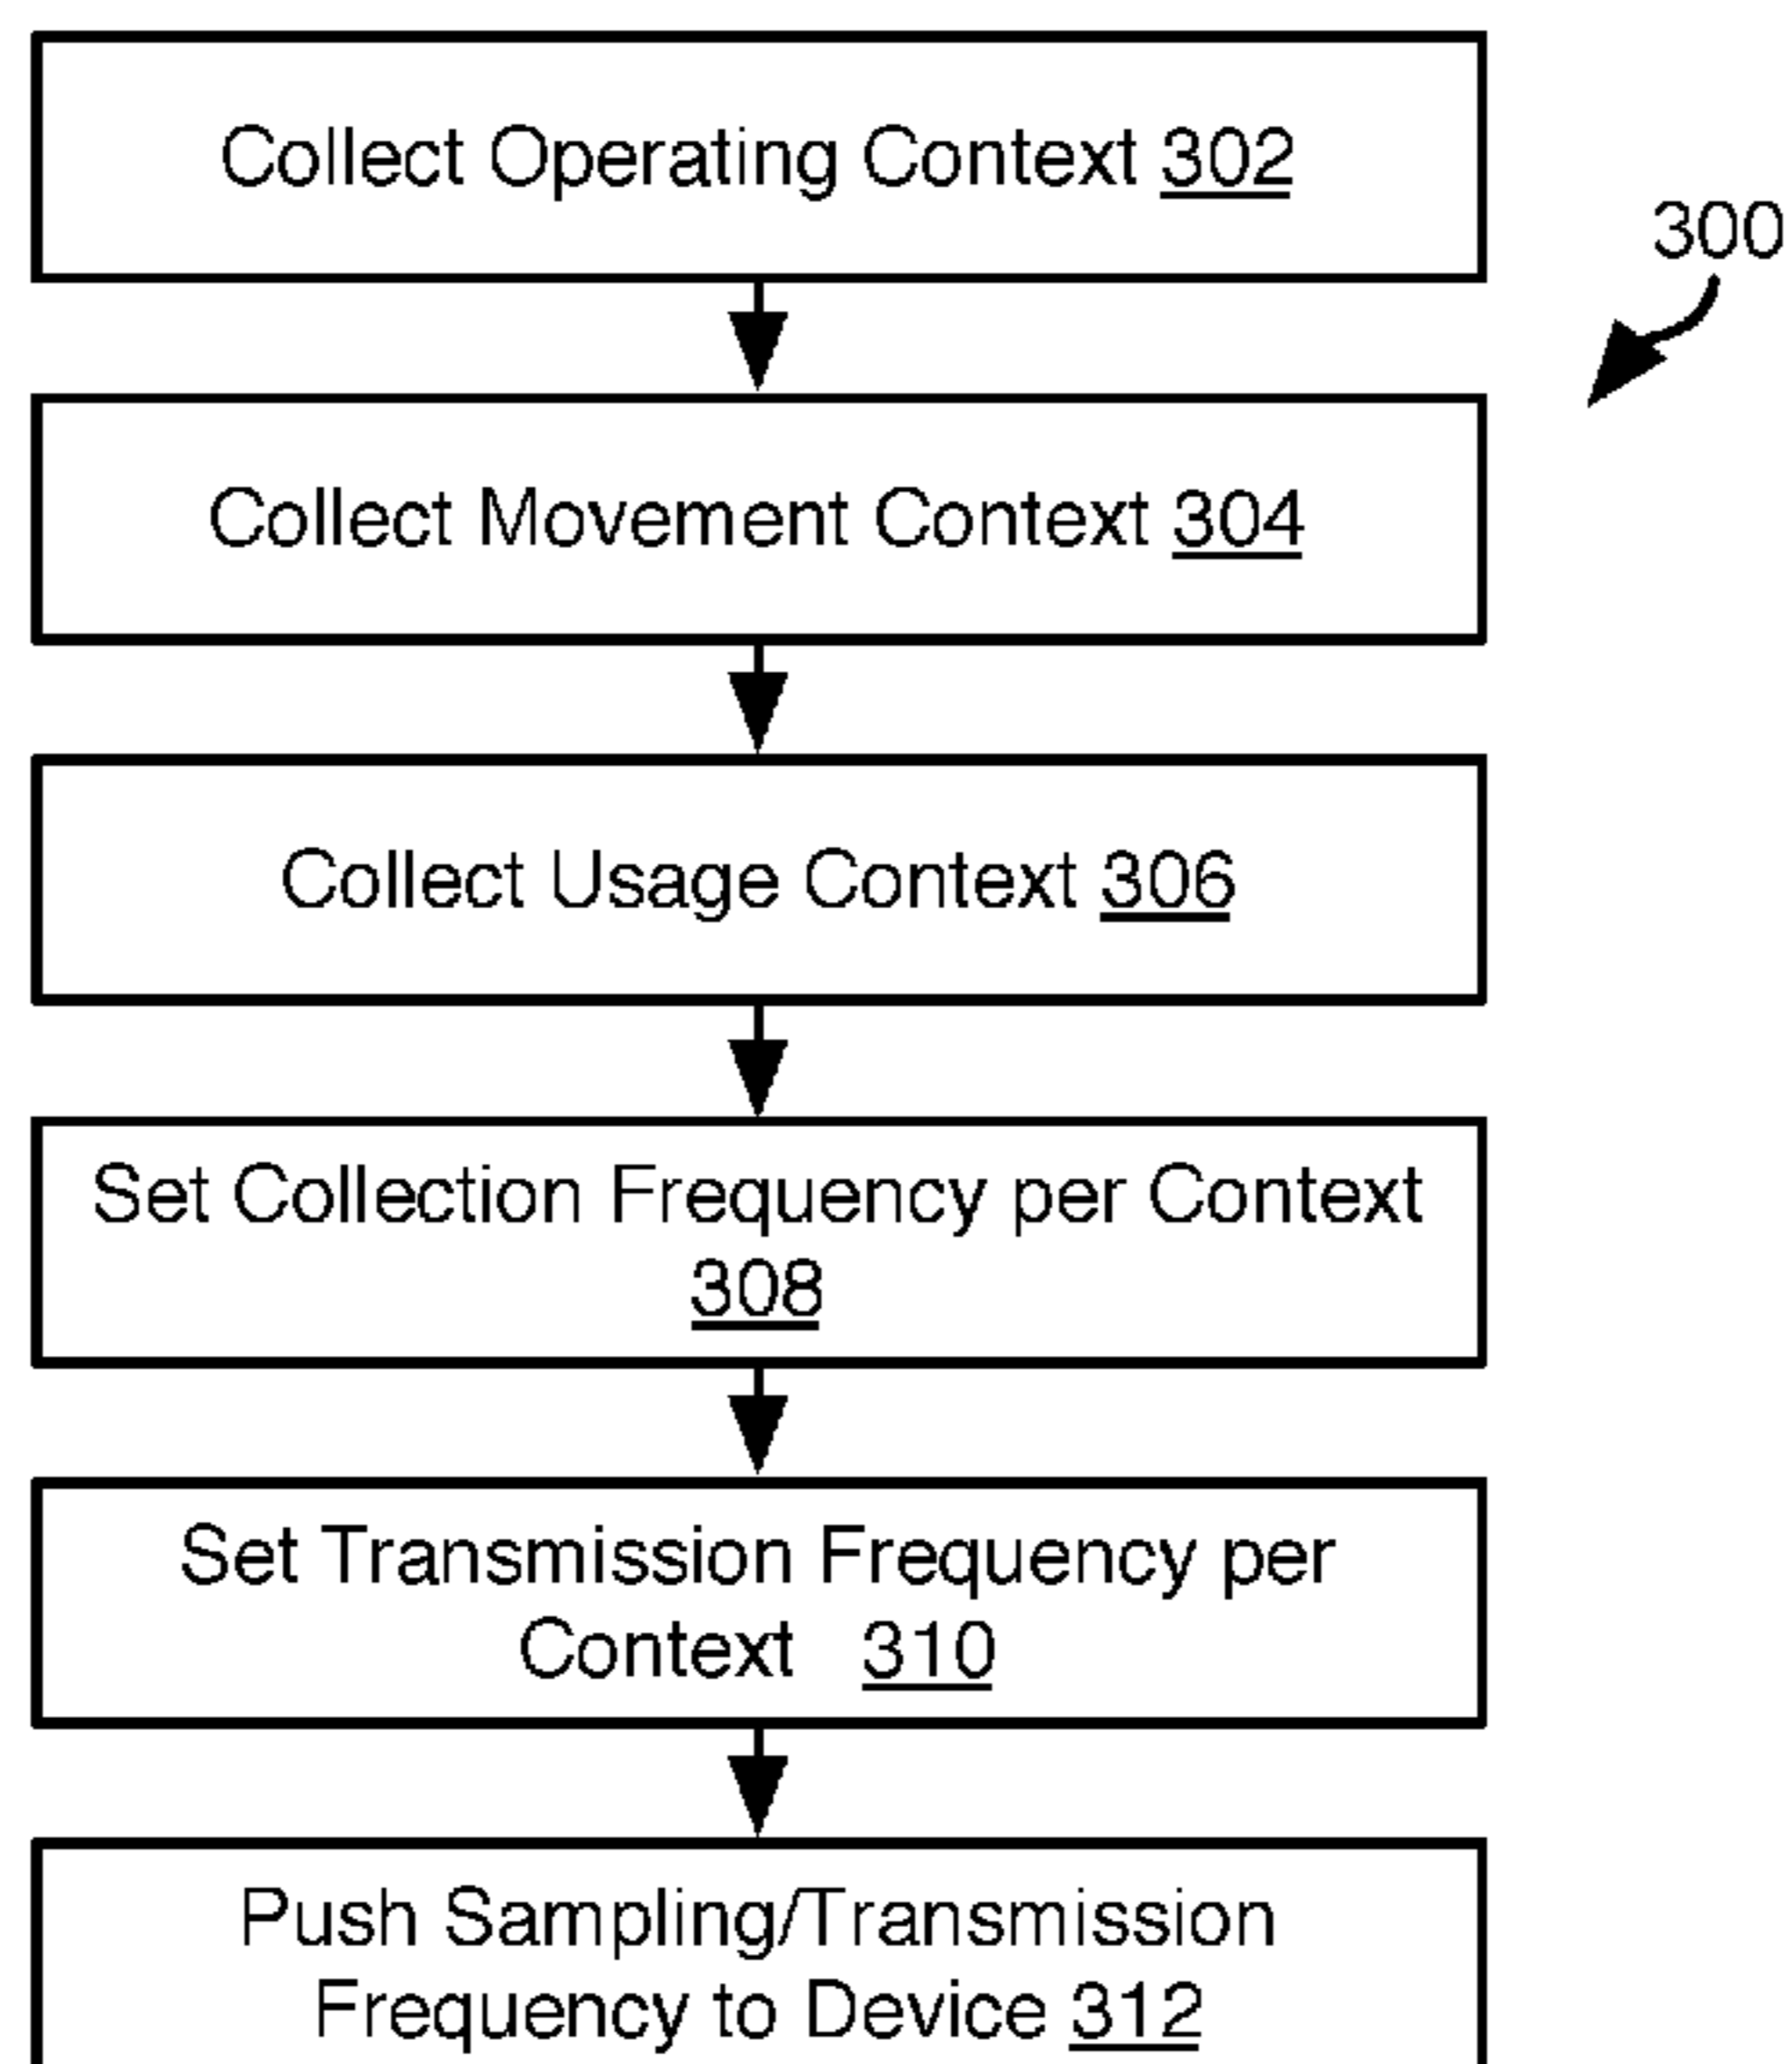 Collect Operating Context 302
300
Collect Movement Context 304
Collect Usage Context 306
Set Collection Frequency per Context
308
Set Transmission Frequency per
Context 310
Push Sampling/Transmission
Frequency to Device 312